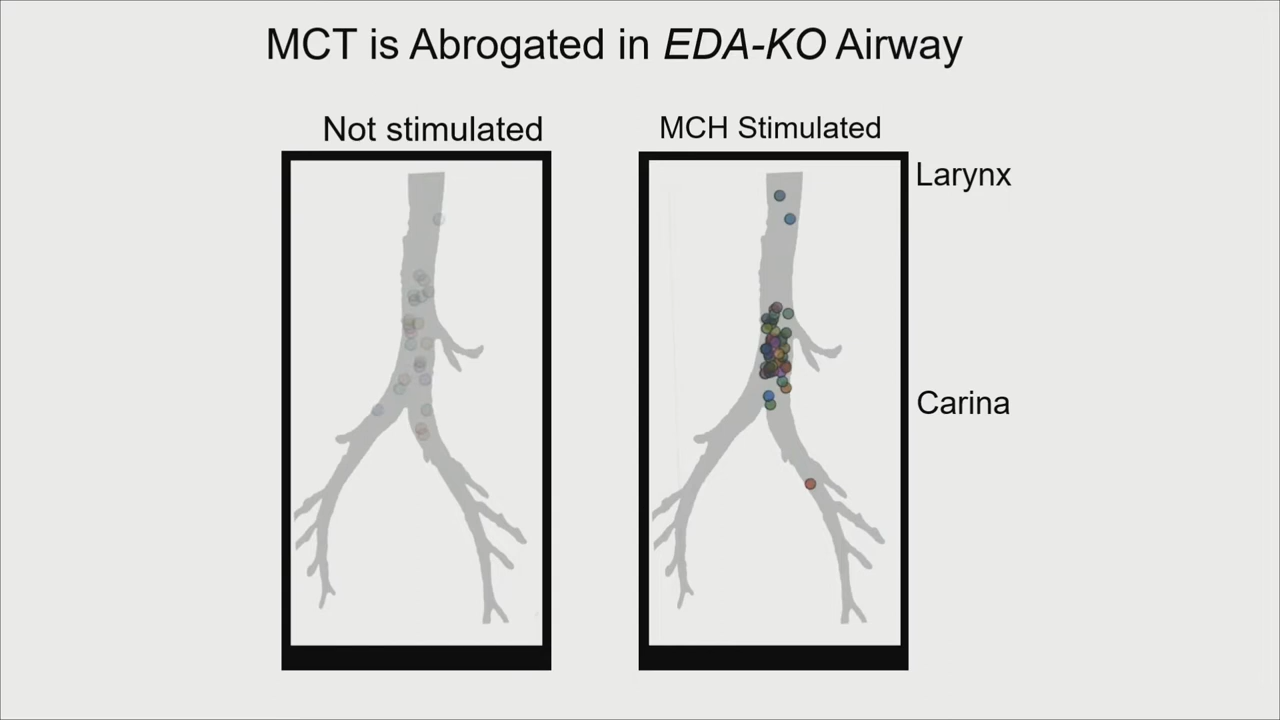 MCT is Abrogated in EDA-KO Airway
Not stimulated
MCH Stimulated
Larynx
Carina